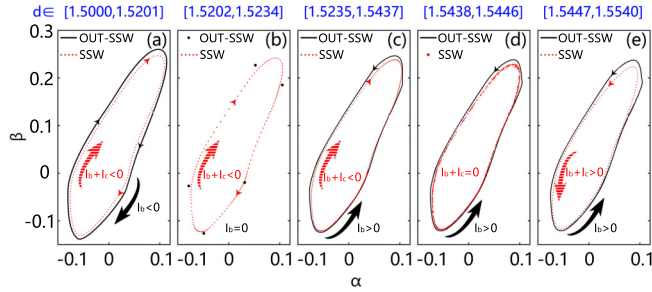 d∈ [1.5000,1.5201] [1.5202,1.5234] [1.5235,1.5437] [1.5438,1.5446] [1.5447,1.5540]
0.3 OUT-SSW (a) OUT-SSW (b) OUT-SSW (c) OUT-SSW (d) OUT-SSW (e)
SSW SSW SSW SSW SSW
0.2
β 0.1
0 Ib+Ic<0 Ib+Ic<0 Ib+Ic<0 Ib+Ic=0 Ib+Ic>0
-0.1 Ib<0 Ib=0 Ib>0 Ib>0 Ib>0
-0.1 0 0.1 -0.1 0 0.1 -0.1 0 0.1 -0.1 0 0.1 -0.1 0 0.1
α